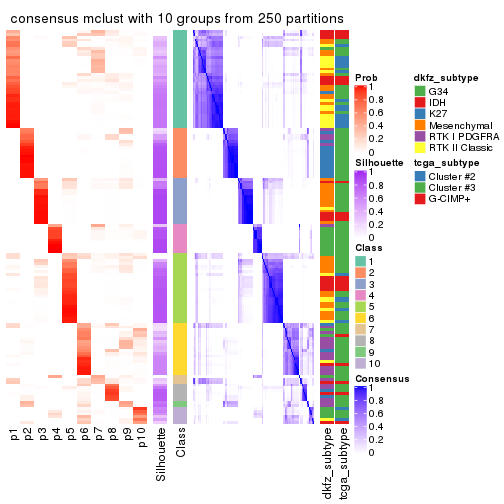 consensus mclust with 10 groups from 250 partitions
Prob
1
0.8
0.6
0.4
0.2
0
Silhouette
1
0.8
0.6
0.4
0.2
0
Class
1
2
3
4
5
6
7
8
9
10
Consensus
1
0.8
0.6
0.4
0.2
0
dkfz_subtype
G34
IDH
K27
Mesenchymal
RTK I PDGFRA
RTK II Classic
tcga_subtype
Cluster #2
Cluster #3
G-CIMP+
p1
p2
p3
p4
p5
p6
p7
p8
p9
p10
Silhouette
Class
dkfz_subtype
tcga_subtype